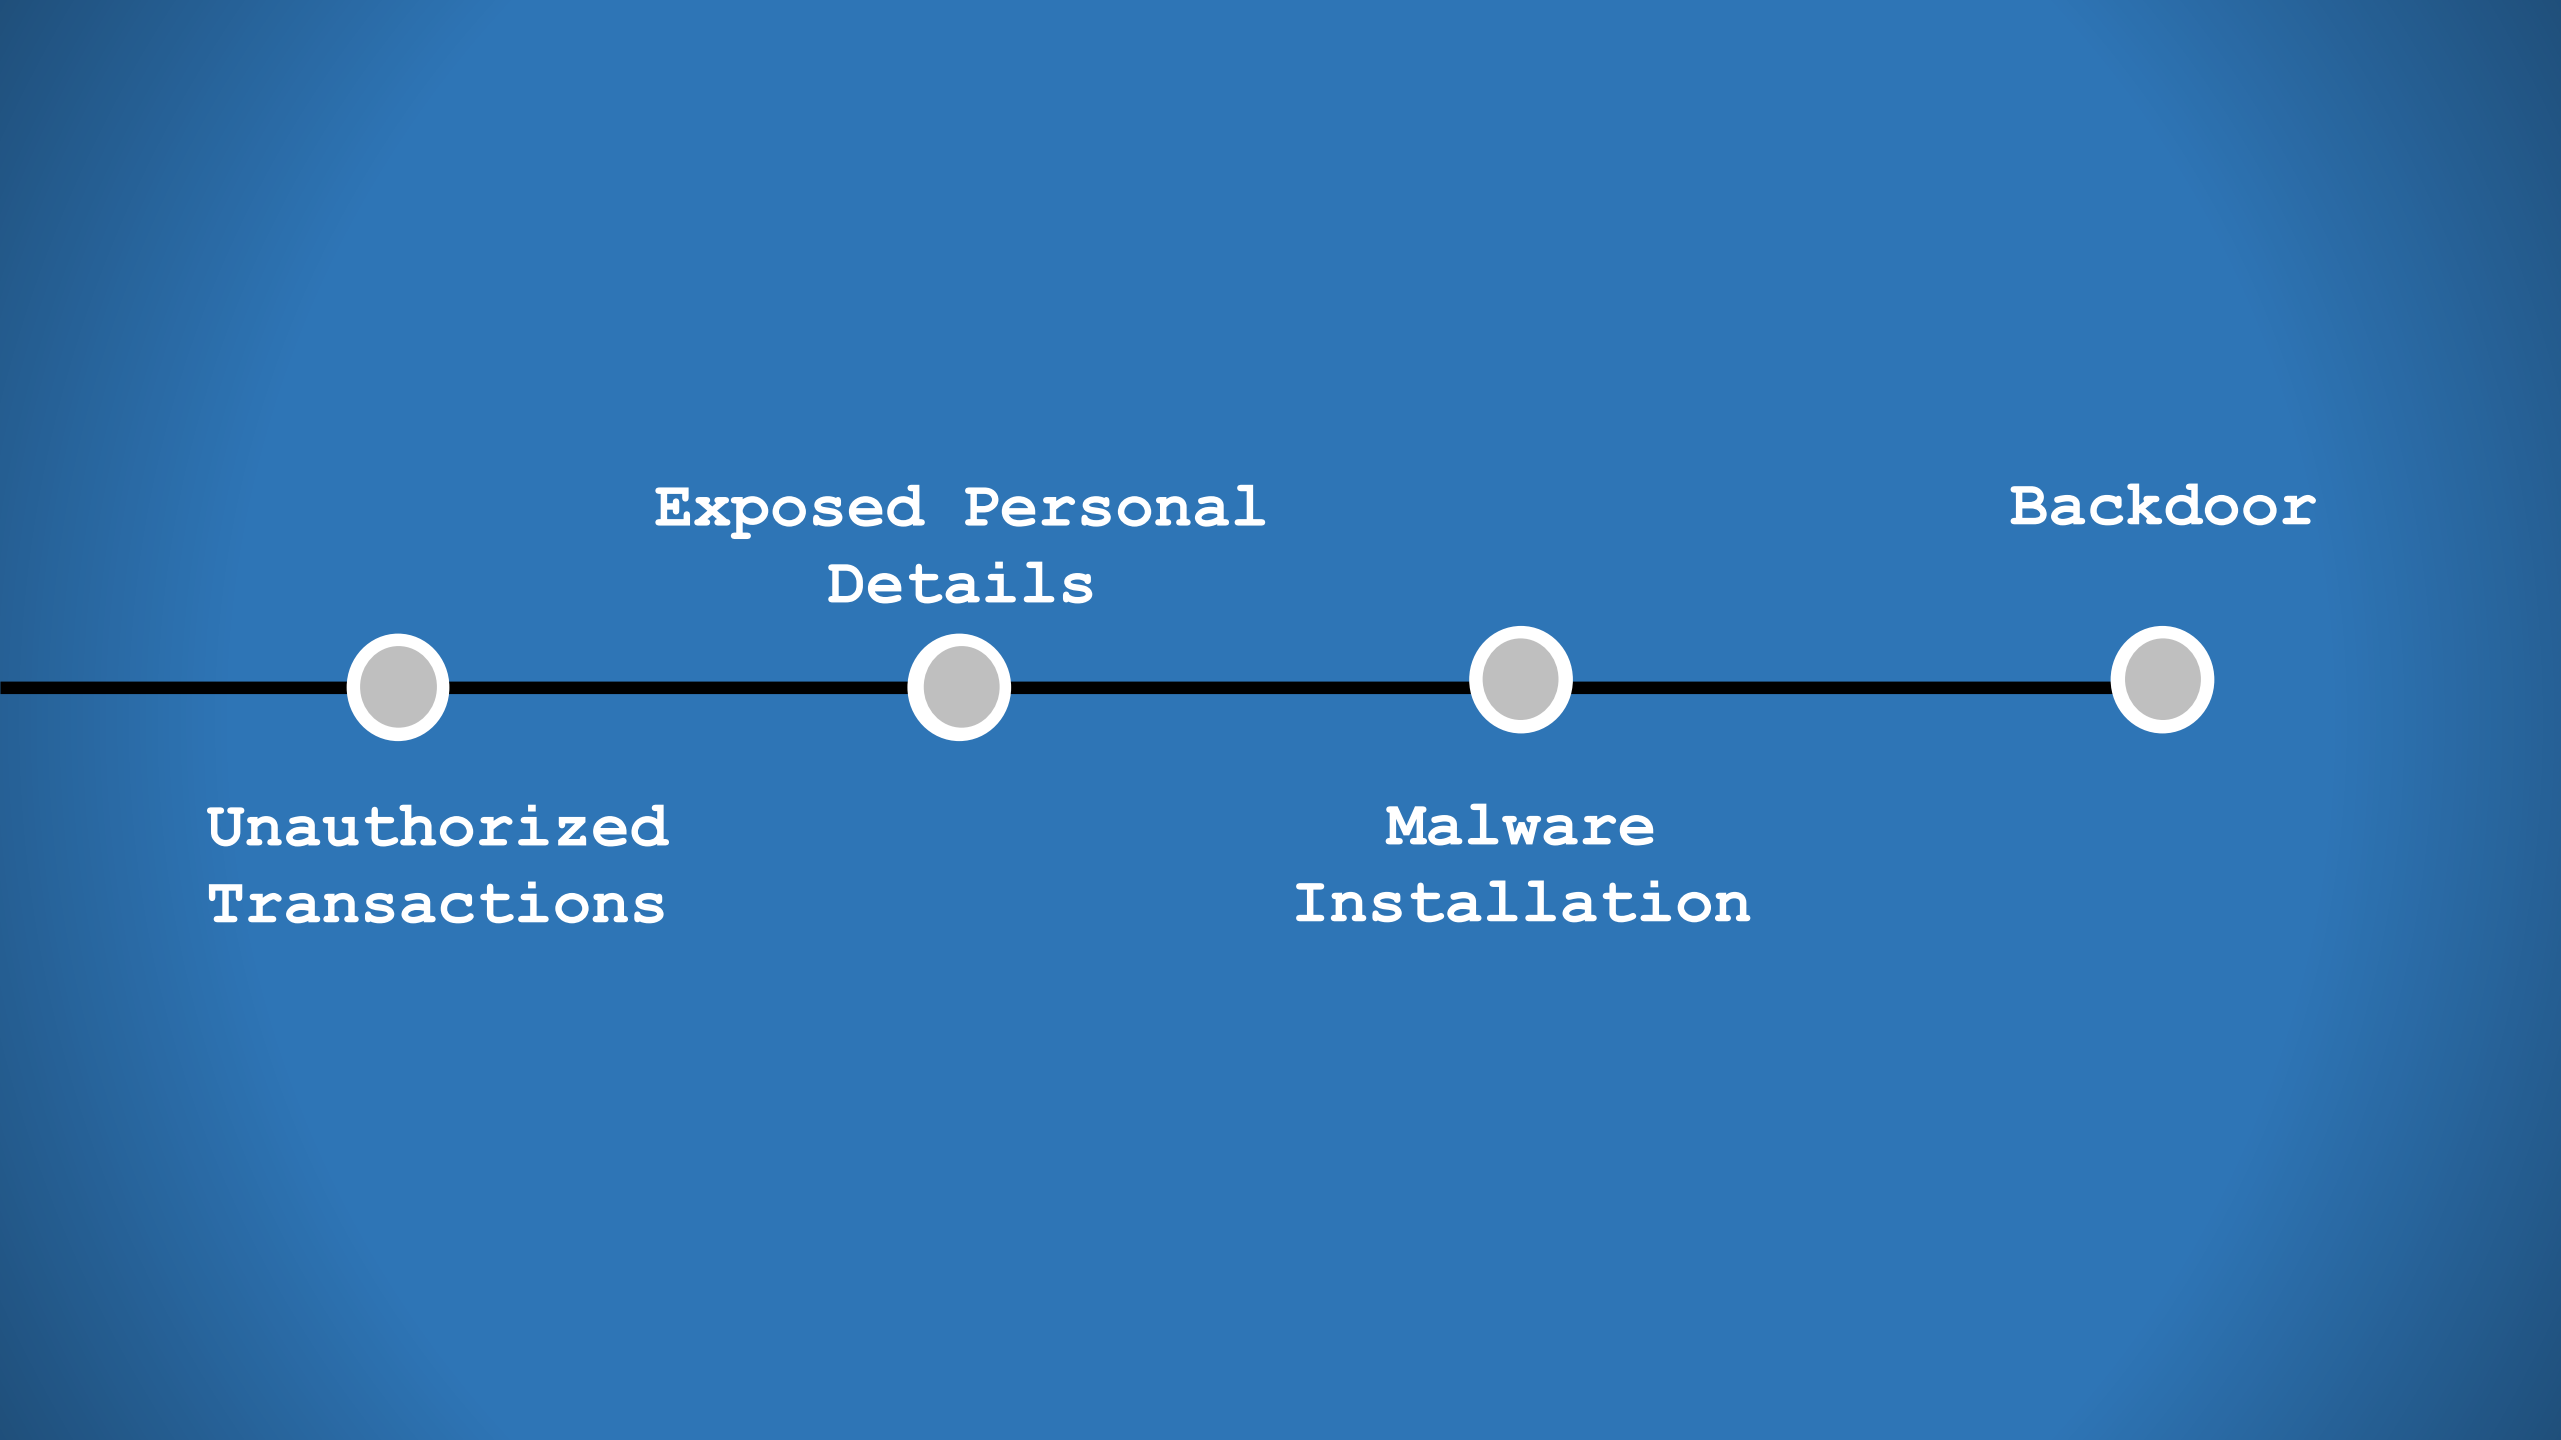 Exposed Personal
Details
Backdoor
Unauthorized
Transactions
Malware
Installation